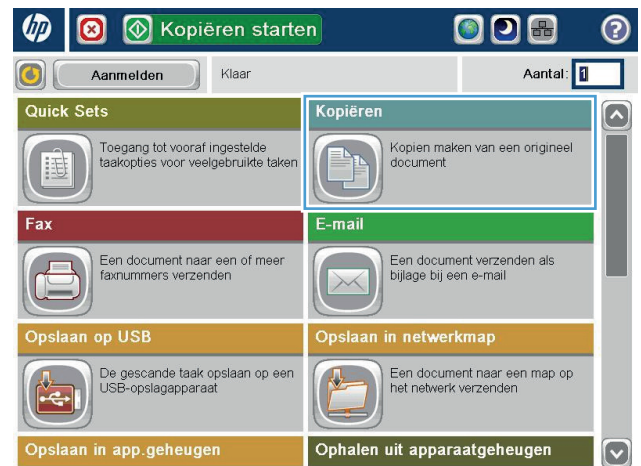 hp
Kopiëren starten
?
Aanmelden
Klaar
Aantal: 1
Quick Sets
Toegang tot vooraf ingestelde
taakopties voor veelgebruikte taken
Kopiëren
Kopien maken van een origineel
document
Fax
Een document naar een of meer
faxnummers verzenden
E-mail
Een document verzenden als
bijlage bij een e-mail
Opslaan op USB
De gescande taak opslaan op een
USB-opslagapparaat
Opslaan in netwerkmap
Een document naar een map op
het netwerk verzenden
Opslaan in app.geheugen
Ophalen uit apparaatgeheugen